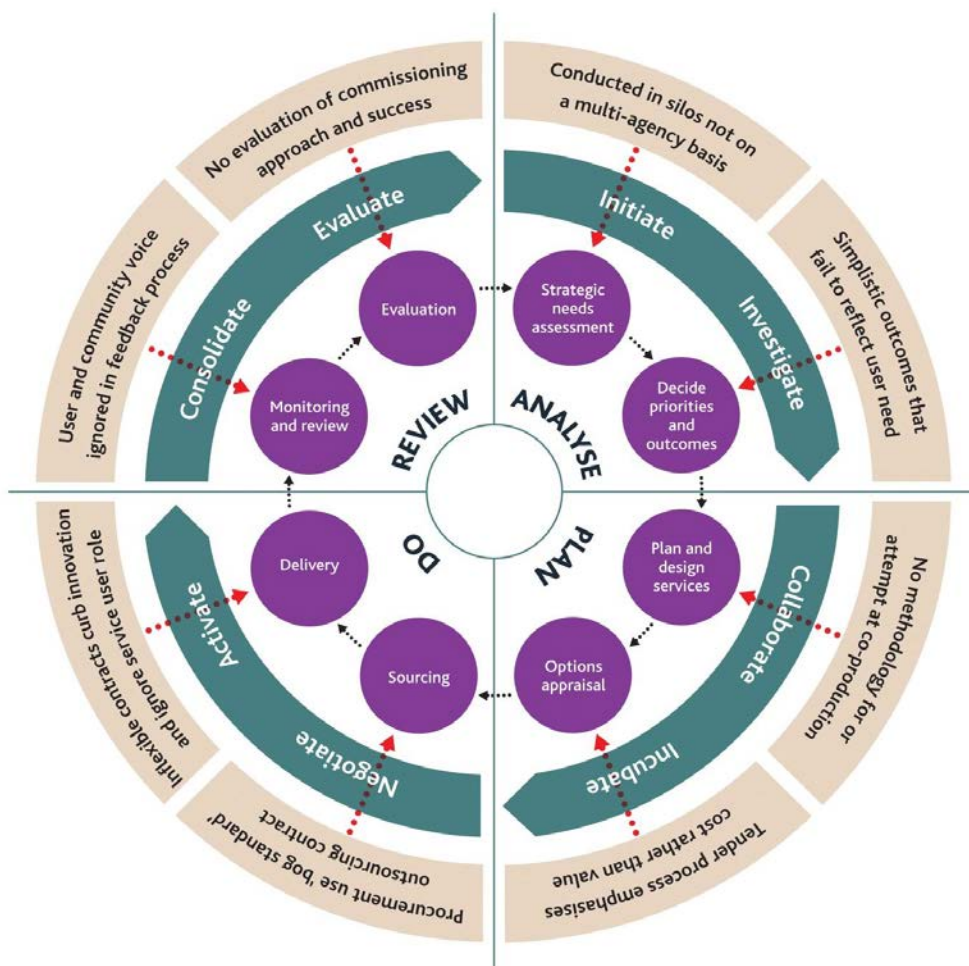 No evaluation of commissioning
approach and success
Conducted in silos not on
a multi-agency basis
User and community voice
ignored in feedback process
Simplistic outcomes that
fail to reflect user need
Evaluate
Initiate
Consolidate
Investigate
Evaluation
Strategic
needs
assessment
Monitoring
and review
Decide
priorities
and
outcomes
REVIEW
ANALYSE
DO
PLAN
Delivery
Plan and
design
services
Sourcing
Options
appraisal
Activate
Collaborate
Negotiate
Incubate
Inflexible contracts curb innovation
and ignore service user role
No methodology for or
attempt at co-production
Procurement use 'bog standard'
outsourcing contract
Tender process emphasises
cost rather than value